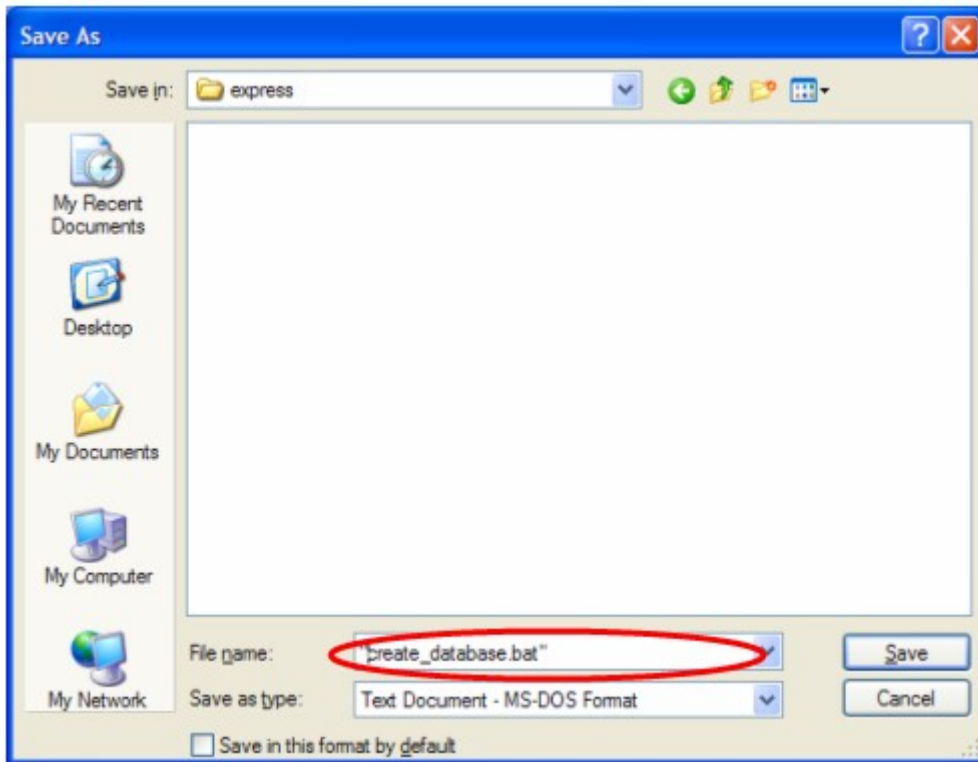 Save As
Save in: express
My Recent
Documents
Desktop
My Documents
My Computer
My Network
File name: "create_database.bat" Save
Save as type: Text Document - MS-DOS Format Cancel
Save in this format by default